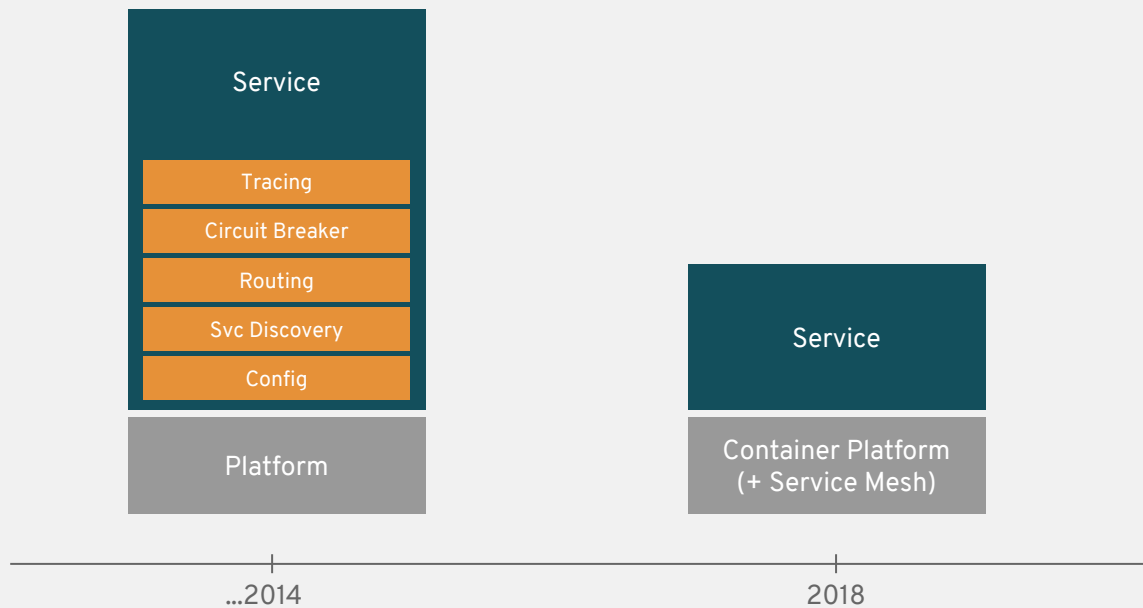 Service
Tracing
Circuit Breaker
Routing
Svc Discovery
Config
Platform
Service
Container Platform
(+ Service Mesh)
...2014
2018